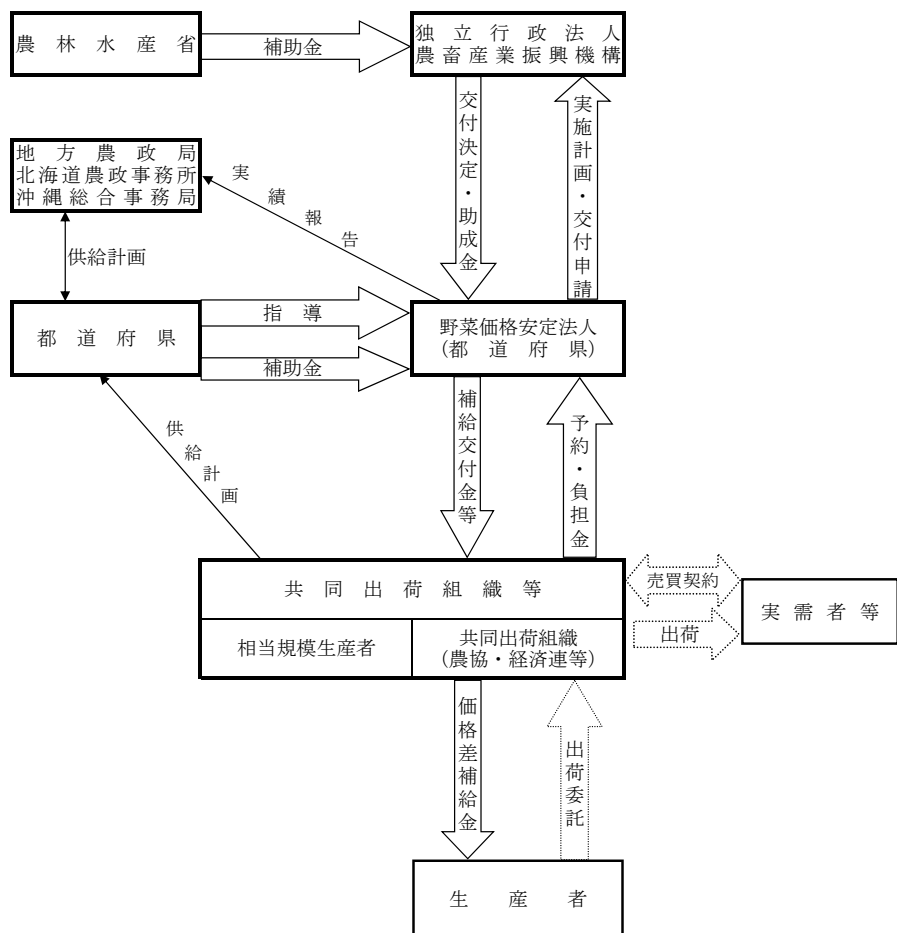 農林水産省
補助金
独立行政法人
農畜産業振興機構
交付決定・助成金
実施計画・交付申請
地方農政局
北海道農政事務所
沖縄総合事務局
実績報告
供給計画
都道府県
指導
補助金
野菜価格安定法人
(都道府県)
供給計画
補給交付金等
予約・負担金
共同出荷組織等
相当規模生産者
共同出荷組織
(農協・経済連等)
売買契約
出荷
実需者等
価格差補給金
出荷委託
生産者